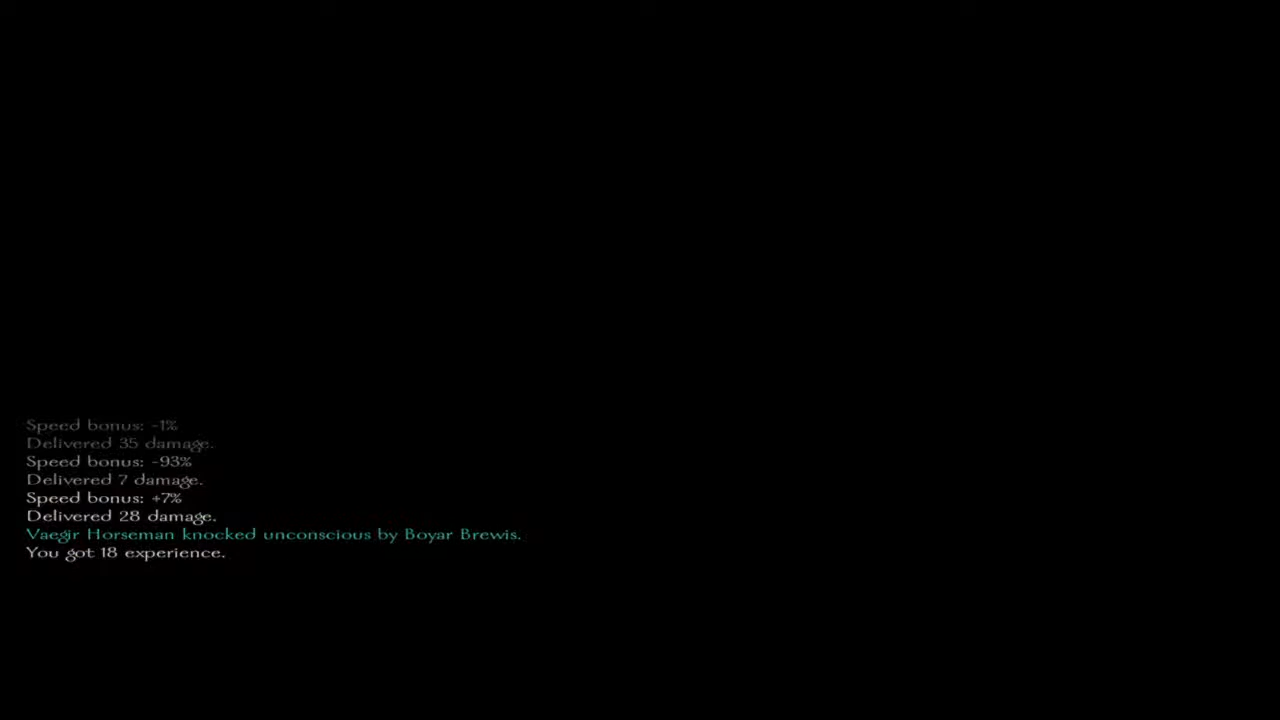 Speed bonus: -1%
Delivered 35 damage.
Speed bonus: -93%
Delivered 7 damage.
Speed bonus: +7%
Delivered 28 damage.
Vaegir Horseman knocked unconscious by Boyar Brewis.
You got 18 experience.